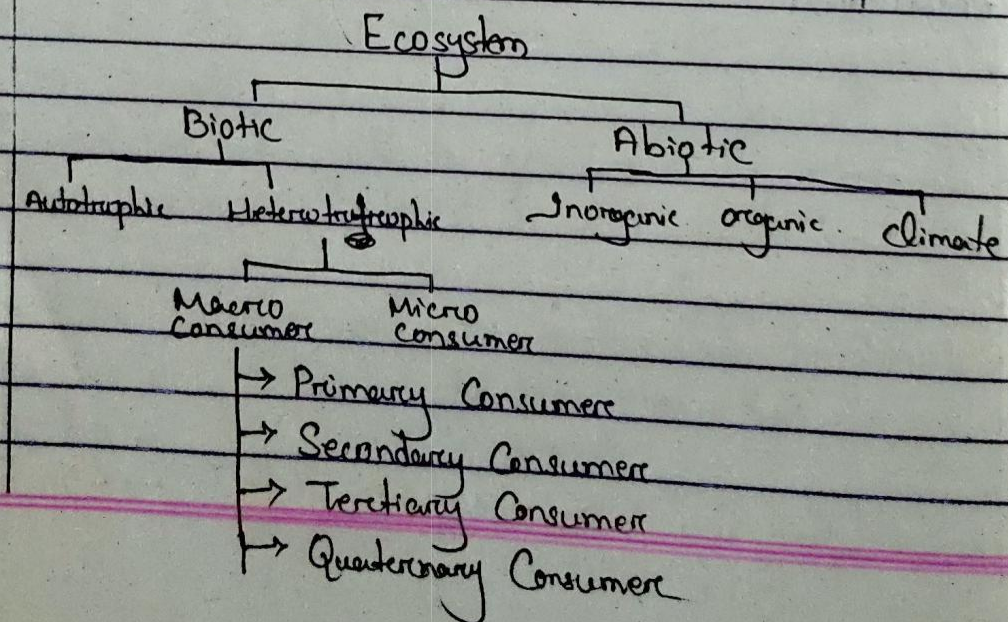 Ecosystem
Biotic Abiotic
Autotrophic Inorganic organic Climate
Macro Micro
Consumer consumer
→ Primary Consumer
→ Secondary Consumer
→ Tertiary Consumer
→ Quaternary Consumer